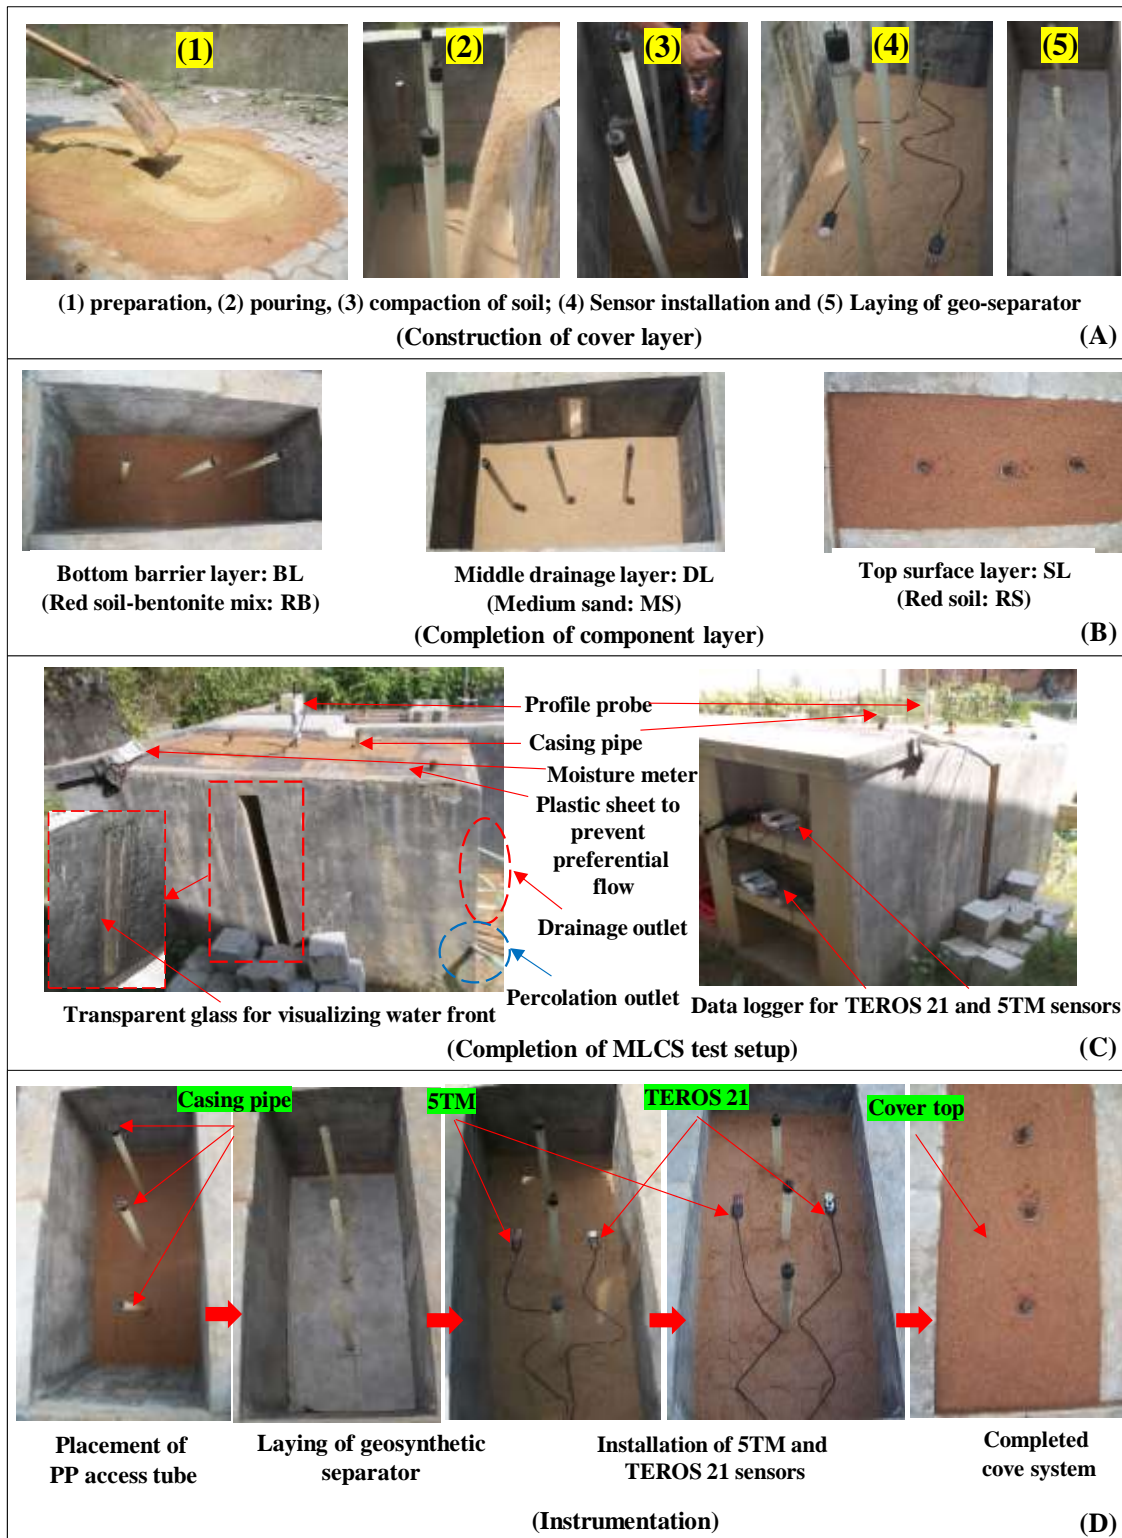 (1)
(2)
(3)
(4)
(5)
(1) preparation, (2) pouring, (3) compaction of soil; (4) Sensor installation and (5) Laying of geo-separator
(Construction of cover layer)
(A)
Bottom barrier layer: BL
(Red soil-bentonite mix: RB)
Middle drainage layer: DL
(Medium sand: MS)
Top surface layer: SL
(Red soil: RS)
(Completion of component layer)
(B)
Profile probe
Casing pipe
Moisture meter
Plastic sheet to
prevent
preferential
flow
Drainage outlet
Percolation outlet
Transparent glass for visualizing water front
Data logger for TEROS 21 and 5TM sensors
(Completion of MLCS test setup)
(C)
Casing pipe
5TM
TEROS 21
Cover top
Placement of
PP access tube
Laying of geosynthetic
separator
Installation of 5TM and
TEROS 21 sensors
Completed
cove system
(Instrumentation)
(D)